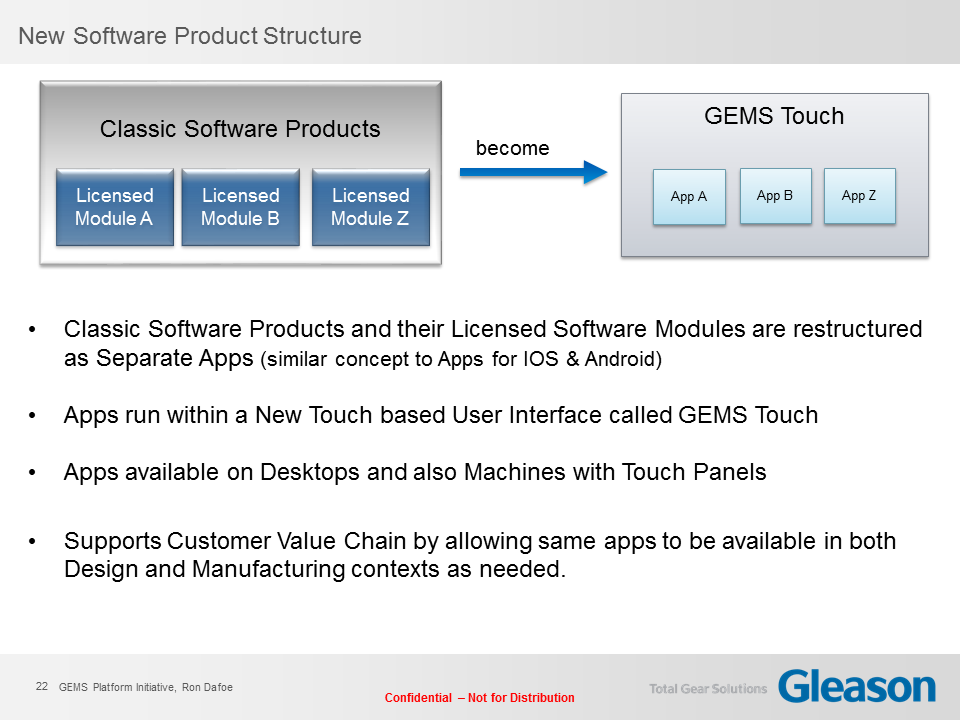 New Software Product Structure
Classic Software Products
Licensed
Module A
Licensed
Module B
Licensed
Module Z
become
GEMS Touch
App A
App B
App Z
• Classic Software Products and their Licensed Software Modules are restructured
as Separate Apps (similar concept to Apps for IOS & Android)
• Apps run within a New Touch based User Interface called GEMS Touch
• Apps available on Desktops and also Machines with Touch Panels
• Supports Customer Value Chain by allowing same apps to be available in both
Design and Manufacturing contexts as needed.
22 GEMS Platform Initiative, Ron Dafoe
Confidential – Not for Distribution
Total Gear Solutions Gleason